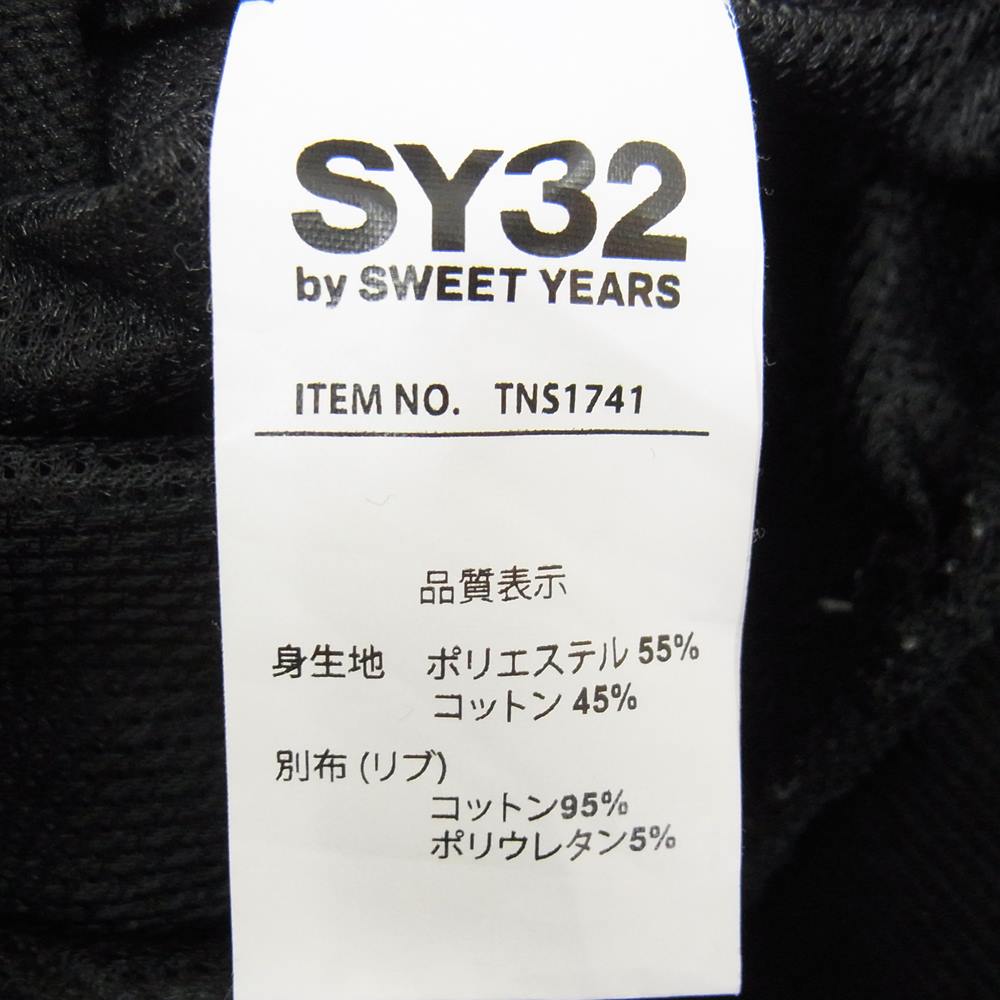 SY32
by SWEET YEARS
ITEM NO. TNS1741
品質表示
身生地 ポリエステル 55%
コットン 45%
別布 (リブ)
コットン95%
ポリウレタン5%